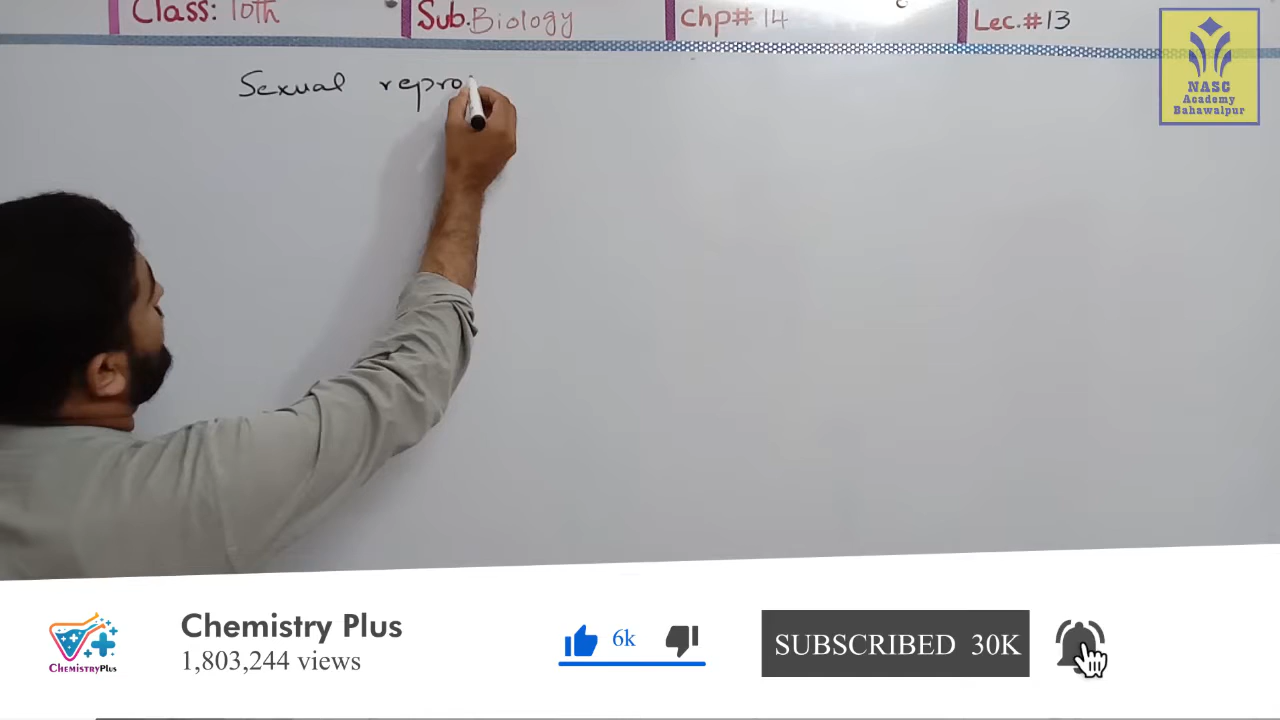 Class: 10th Sub. Biology Chp# 14 Lec.# 13
NASC
Academy
Bahawalpur
Sexual repro
Chemistry Plus
1,803,244 views
6k
SUBSCRIBED 30K
ChemistryPlus